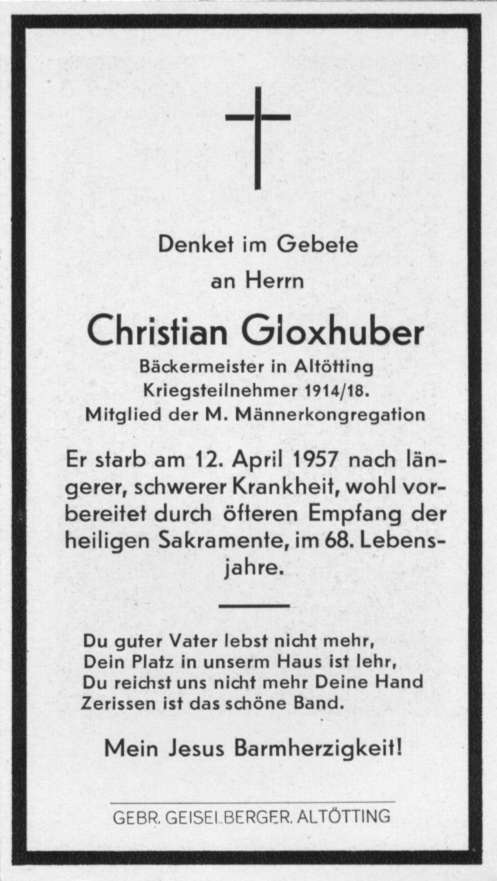 Denket im Gebete
an Herrn
Christian Gloxhuber
Bäckermeister in Altötting
Kriegsteilnehmer 1914/18.
Mitglied der M. Männerkongregation
Er starb am 12. April 1957 nach län-
gerer, schwerer Krankheit, wohl vor-
bereitet durch öfteren Empfang der
heiligen Sakramente, im 68. Lebens-
jahre.
Du guter Vater lebst nicht mehr,
Dein Platz in unserm Haus ist lehr,
Du reichst uns nicht mehr Deine Hand
Zerissen ist das schöne Band.
Mein Jesus Barmherzigkeit!
GEBR. GEISELBERGER. ALTÖTTING